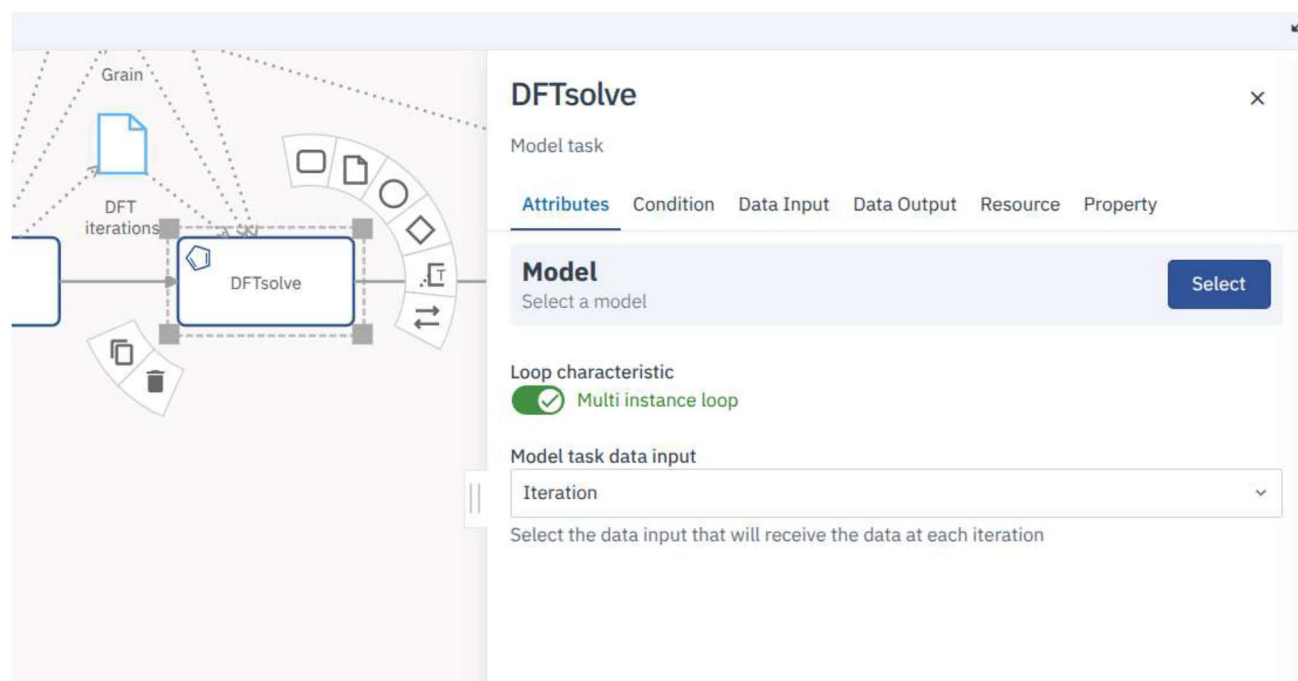 Grain
DFT
iterations
DFTsolve
T
DFTsolve
Model task
Attributes Condition Data Input Data Output Resource Property
Model
Select a model
Select
Loop characteristic
Multi instance loop
Model task data input
Iteration
Select the data input that will receive the data at each iteration